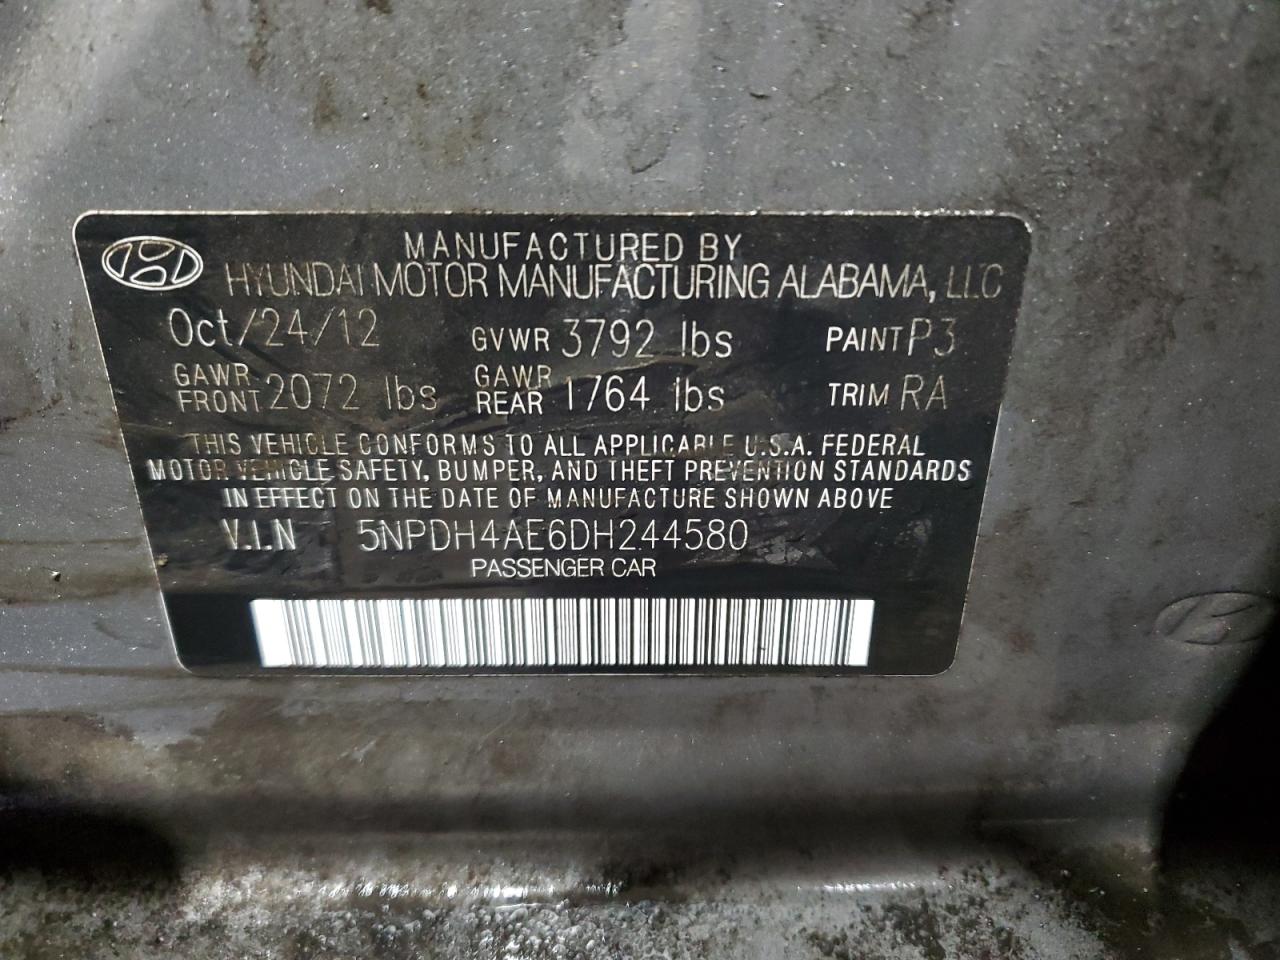 MANUFACTURED BY
HYUNDAI MOTOR MANUFACTURING ALABAMA, LLC
Oct/24/12 GVWR 3792 lbs PAINT P3
GAWR FRONT 2072 lbs GAWR REAR 1764 lbs TRIM RA
THIS VEHICLE CONFORMS TO ALL APPLICABLE U.S.A. FEDERAL
MOTOR VEHICLE SAFETY, BUMPER, AND THEFT PREVENTION STANDARDS
IN EFFECT ON THE DATE OF MANUFACTURE SHOWN ABOVE
V.I.N 5NPDH4AE6DH244580
PASSENGER CAR